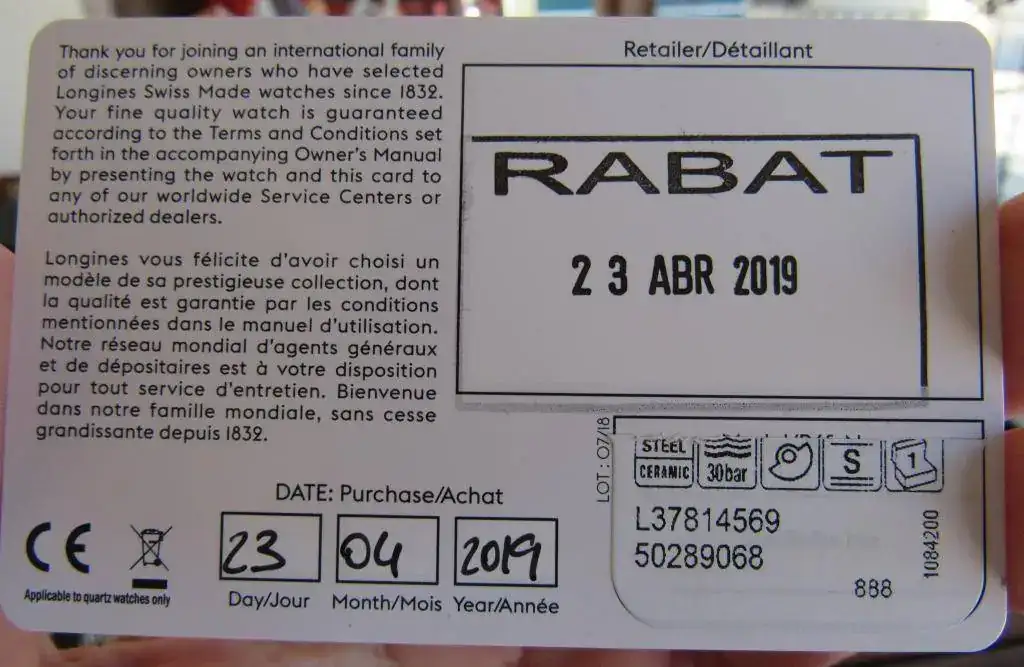 Thank you for joining an international family
of discerning owners who have selected
Longines Swiss Made watches since 1832.
Your fine quality watch is guaranteed
according to the Terms and Conditions set
forth in the accompanying Owner's Manual
by presenting the watch and this card to
any of our worldwide Service Centers or
authorized dealers.
Longines vous félicite d'avoir choisi un
modèle de sa prestigieuse collection, dont
la qualité est garantie par les conditions
mentionnées dans le manuel d'utilisation.
Notre réseau mondial d'agents généraux
et de dépositaires est à votre disposition
pour tout service d'entretien. Bienvenue
dans notre famille mondiale, sans cesse
grandissante depuis 1832.
Retailer/Détaillant
RABAT
23 ABR 2019
DATE: Purchase/Achat
23 04 2019
Day/Jour Month/Mois Year/Année
CE
Applicable to quartz watches only
LOT: 07/18
STEEL
CERAMIC
30bar
S
1
L37814569
50289068
888
1084200